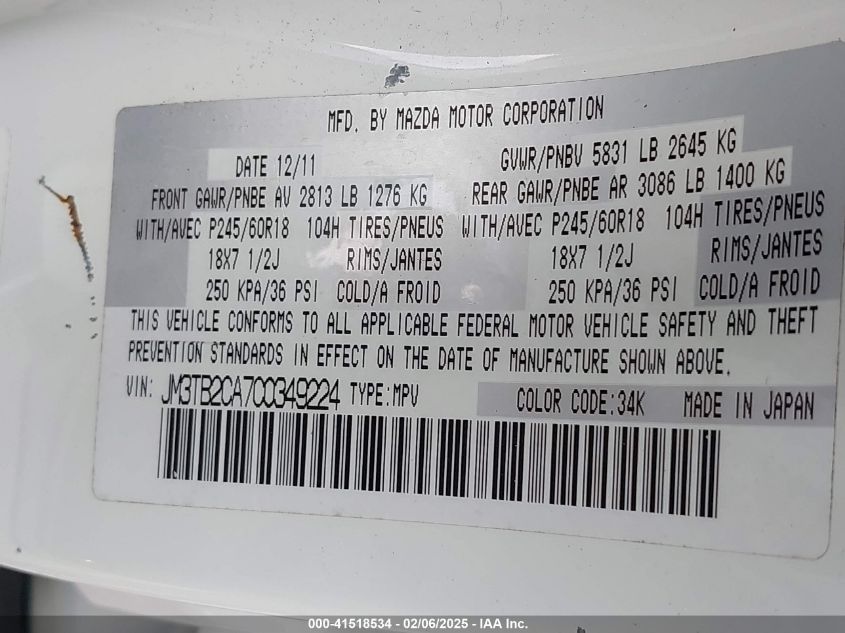 MFD. BY MAZDA MOTOR CORPORATION
DATE 12/11 GVWR/PNBV 5831 LB 2645 KG
FRONT GAWR/PNBE AV 2813 LB 1276 KG REAR GAWR/PNBE AR 3086 LB 1400 KG
WITH/AVEC P245/60R18 104H TIRES/PNEUS WITH/AVEC P245/60R18 104H TIRES/PNEUS
18X7 1/2J RIMS/JANTES 18X7 1/2J RIMS/JANTES
250 KPA/36 PSI COLD/A FROID 250 KPA/36 PSI COLD/A FROID
THIS VEHICLE CONFORMS TO ALL APPLICABLE FEDERAL MOTOR VEHICLE SAFETY AND THEFT
PREVENTION STANDARDS IN EFFECT ON THE DATE OF MANUFACTURE SHOWN ABOVE.
VIN: JM3TB2CA7C0349224 TYPE:MPV COLOR CODE:34K MADE IN JAPAN
000-41518534 - 02/06/2025 - IAA Inc.